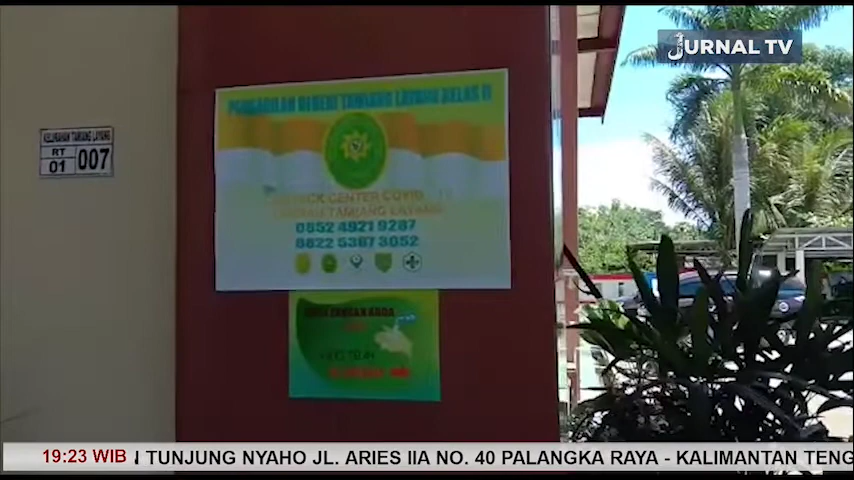 JURNAL TV
PENGADILAN NEGERI TAMIANG LAYANG KELAS II
KELURAHAN TAMIANG LAYANG
RT
01
007
CENTER COVID
TAMIANG LAYANG
0852 4921 9287
0822 5387 3052
TANGAN ANDA
19:23 WIB
I TUNJUNG NYAHO JL. ARIES IIA NO. 40 PALANGKA RAYA - KALIMANTAN TENG